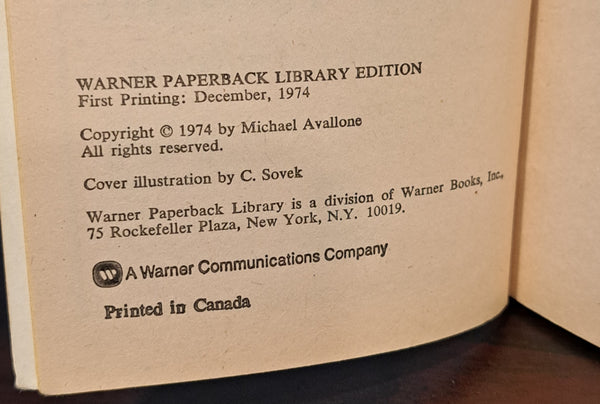 WARNER PAPERBACK LIBRARY EDITION
First Printing: December, 1974
Copyright © 1974 by Michael Avallone
All rights reserved.
Cover illustration by C. Sovek
Warner Paperback Library is a division of Warner Books, Inc.,
75 Rockefeller Plaza, New York, N.Y. 10019.
W A Warner Communications Company
Printed in Canada